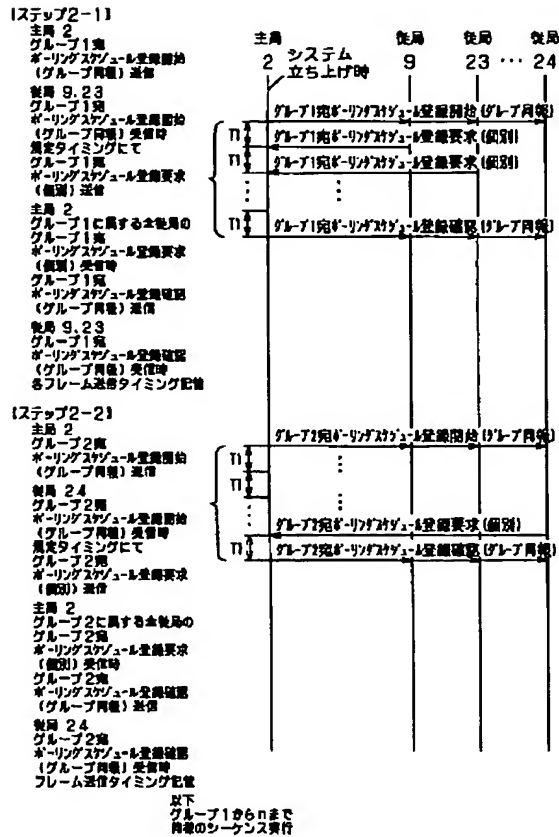 [ステップ2-1]
主局 2
グループ1宛
ポーリングスケジュール登録開始
(グループ同報) 送信
従局 9.23
グループ1宛
ポーリングスケジュール登録開始
(グループ同報) 受信時
規定タイミングにて
グループ1宛
ポーリングスケジュール登録要求
(個別) 送信
主局 2
グループ1に属する全従局の
グループ1宛
ポーリングスケジュール登録要求
(個別) 受信時
グループ1宛
ポーリングスケジュール登録確認
(グループ同報) 送信
従局 9.23
グループ1宛
ポーリングスケジュール登録確認
(グループ同報) 受信時
各フレーム送信タイミング記憶
主局 従局 従局 従局
2 9 23 … 24
システム
立ち上げ時
グループ1宛ポーリングスケジュール登録開始(グループ同報)
T1
グループ1宛ポーリングスケジュール登録要求(個別)
T1
グループ1宛ポーリングスケジュール登録要求(個別)
T1
グループ1宛ポーリングスケジュール登録確認(グループ同報)
[ステップ2-2]
主局 2
グループ2宛
ポーリングスケジュール登録開始
(グループ同報) 送信
従局 24
グループ2宛
ポーリングスケジュール登録開始
(グループ同報) 受信時
規定タイミングにて
グループ2宛
ポーリングスケジュール登録要求
(個別) 送信
主局 2
グループ2に属する全従局の
グループ2宛
ポーリングスケジュール登録要求
(個別) 受信時
グループ2宛
ポーリングスケジュール登録確認
(グループ同報) 送信
従局 24
グループ2宛
ポーリングスケジュール登録確認
(グループ同報) 受信時
フレーム送信タイミング記憶
グループ2宛ポーリングスケジュール登録開始(グループ同報)
T1
T1
グループ2宛ポーリングスケジュール登録要求(個別)
T1
グループ2宛ポーリングスケジュール登録確認(グループ同報)
以下
グループ1からnまで
同様のシーケンス実行